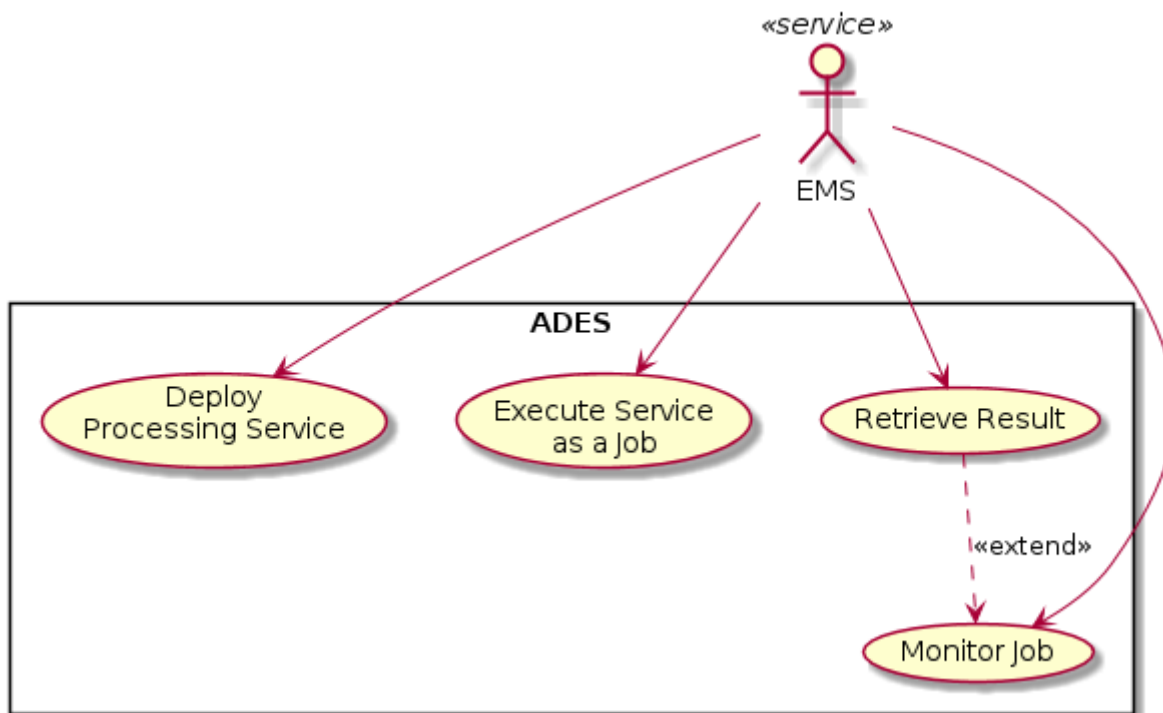 «service»
EMS
ADES
Deploy
Processing Service
Execute Service
as a Job
Retrieve Result
«extend»
Monitor Job